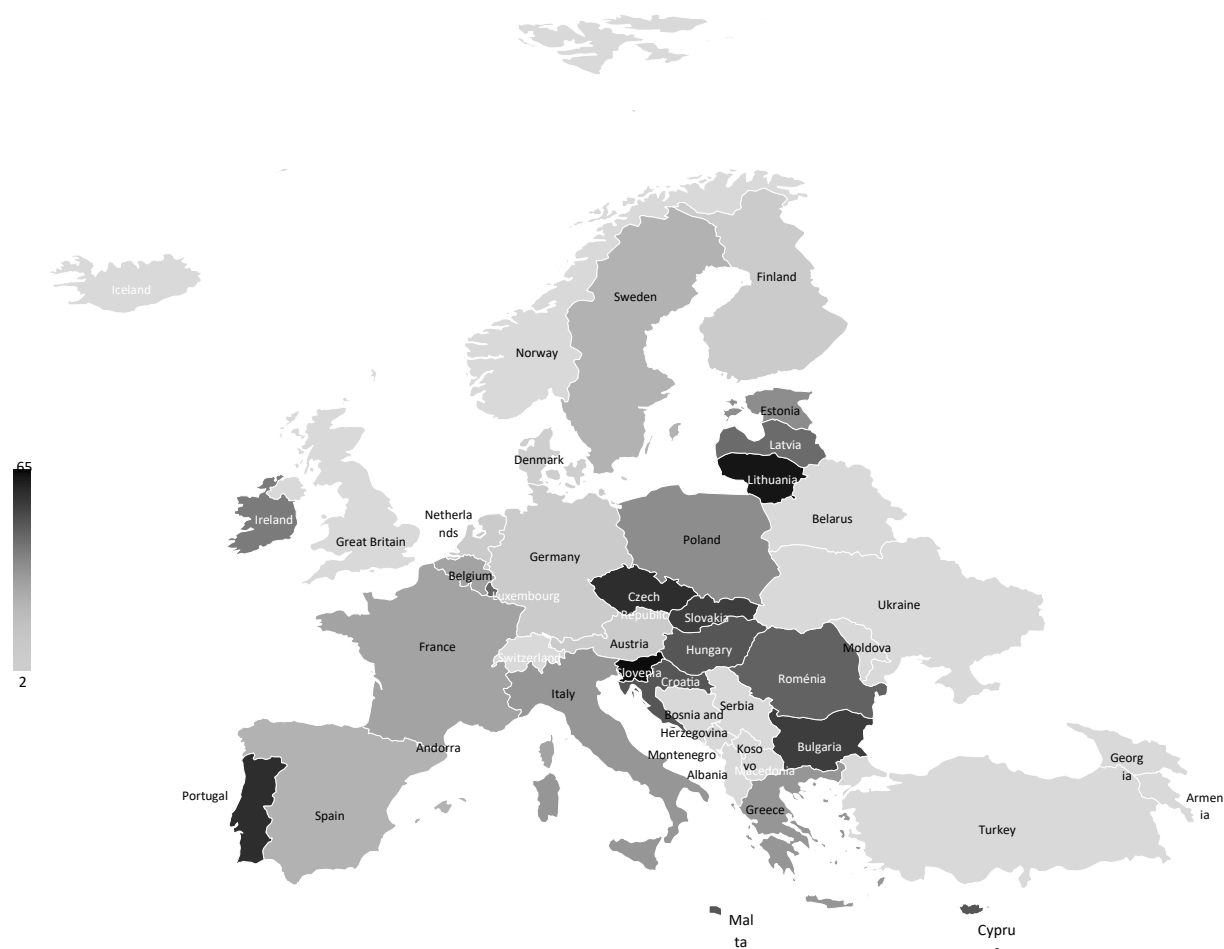 Iceland
Finland
Sweden
Norway
Estonia
Latvia
Denmark
65
Lithuania
Netherla
nds
Ireland
Belarus
Great Britain
Poland
Germany
Belgium
Luxembourg
Czech
Republic
Ukraine
Slovakia
France
Austria
Hungary
Moldova
Switzerland
Slovenia
Croatia
Roménia
2
Italy
Serbia
Bosnia and
Herzegovina
Andorra
Koso
vo
Bulgaria
Montenegro
Georg
ia
Albania
Macedonia
Portugal
Armen
ia
Spain
Greece
Turkey
Mal
ta
Cypru